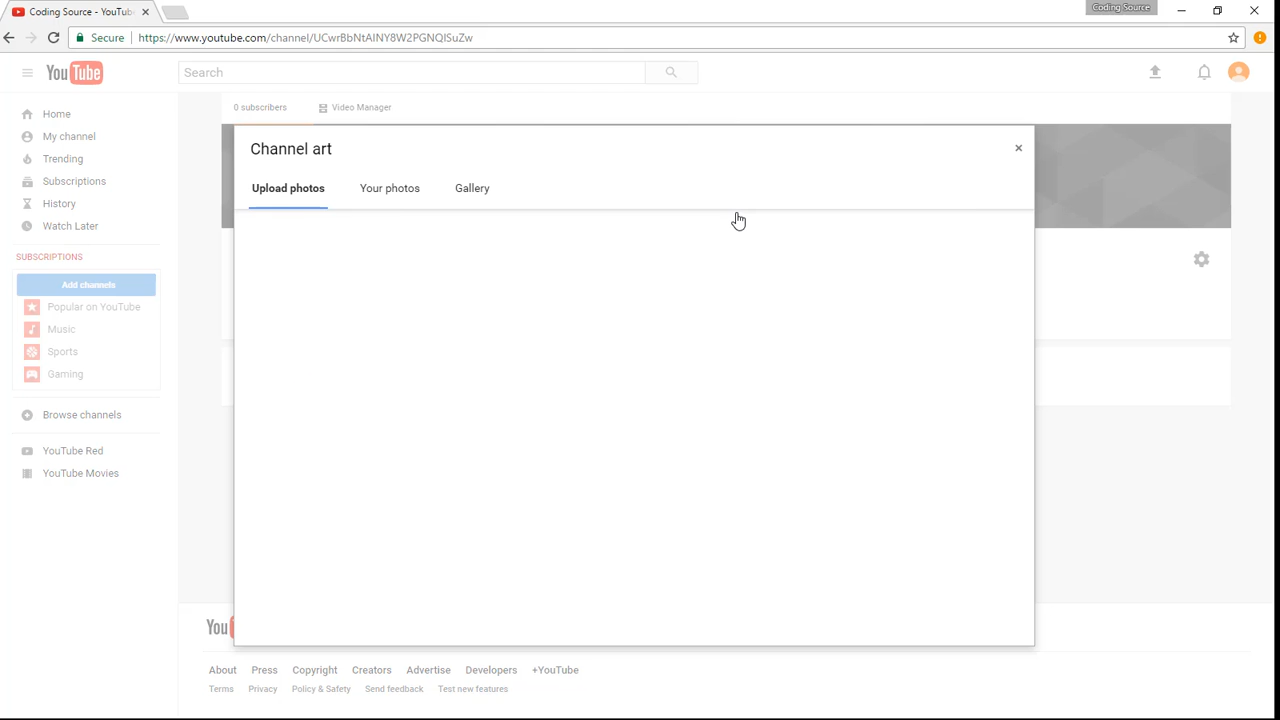 Coding Source - YouTub
Coding Source
Secure
https://www.youtube.com/channel/UCwrBbNtAINY8W2PGNQISuZw
YouTube
Search
Home
My channel
Trending
Subscriptions
History
Watch Later
SUBSCRIPTIONS
Add channels
Popular on YouTube
Music
Sports
Gaming
Browse channels
YouTube Red
YouTube Movies
0 subscribers
Video Manager
Channel art
Upload photos Your photos Gallery
You
About Press Copyright Creators Advertise Developers +YouTube
Terms Privacy Policy & Safety Send feedback Test new features